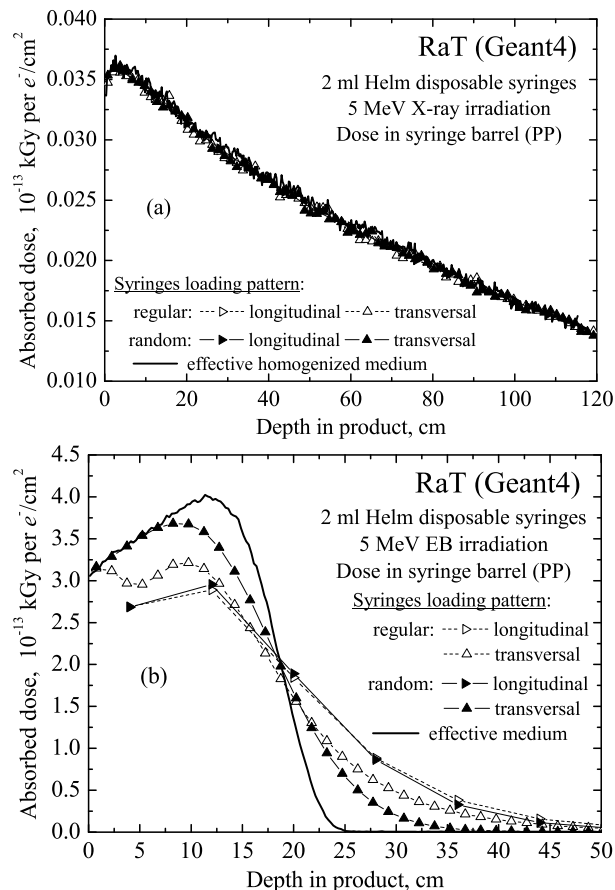 (a)
RaT (Geant4)
2 ml Helm disposable syringes
5 MeV X-ray irradiation
Dose in syringe barrel (PP)
Absorbed dose, 10⁻¹³ kGy per e⁻/cm²
0.040
0.035
0.030
0.025
0.020
0.015
0.010
Syringes loading pattern:
regular: longitudinal transversal
random: longitudinal transversal
effective homogenized medium
0 20 40 60 80 100 120
Depth in product, cm
(b)
RaT (Geant4)
2 ml Helm disposable syringes
5 MeV EB irradiation
Dose in syringe barrel (PP)
Absorbed dose, 10⁻¹³ kGy per e⁻/cm²
4.5
4.0
3.5
3.0
2.5
2.0
1.5
1.0
0.5
0.0
Syringes loading pattern:
regular: longitudinal
transversal
random: longitudinal
transversal
effective medium
0 5 10 15 20 25 30 35 40 45 50
Depth in product, cm